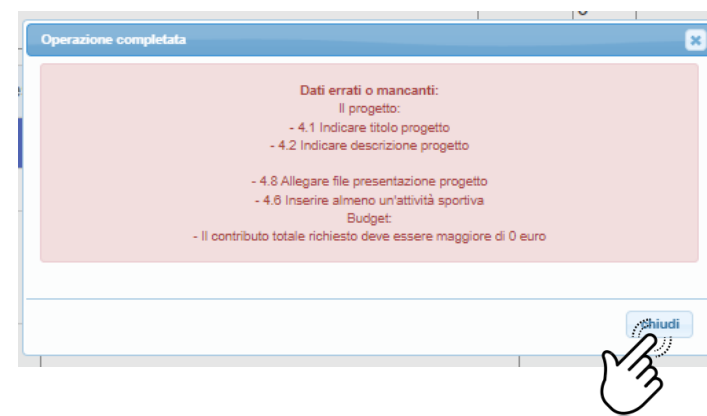 Operazione completata
Dati errati o mancanti:
Il progetto:
- 4.1 Indicare titolo progetto
- 4.2 Indicare descrizione progetto
- 4.8 Allegare file presentazione progetto
- 4.6 Inserire almeno un'attività sportiva
Budget:
- Il contributo totale richiesto deve essere maggiore di 0 euro
chiudi